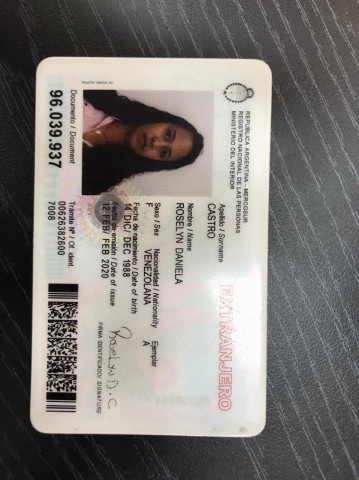 REPUBLICA ARGENTINA - MERCOSUR
REGISTRO NACIONAL DE LAS PERSONAS
MINISTERIO DEL INTERIOR
EXTRANJERO
Apellido / Surname
CASTRO
Nombre / Name
ROSELYN DANIELA
Sexo / Sex
Nacionalidad / Nationality
Ejemplar
F
VENEZOLANA
A
Fecha de nacimiento / Date of birth
14 DIC/ DEC 1988
Fecha de emisión / Date of issue
12 FEB/ FEB 2020
FIRMA IDENTIFICADO/ SIGNATURE
Documento / Document
96.039.937
Trámite Nº / Of. ident.
00626382600
7008